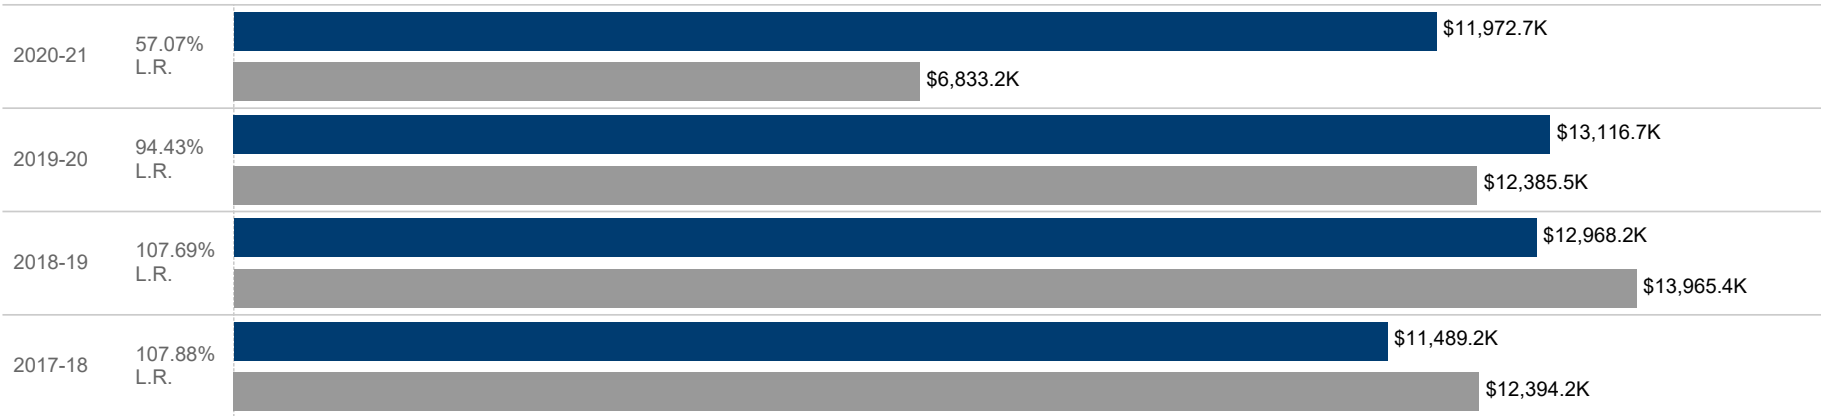 2020-21
57.07%
L.R.
$11,972.7K
$6,833.2K
2019-20
94.43%
L.R.
$13,116.7K
$12,385.5K
2018-19
107.69%
L.R.
$12,968.2K
$13,965.4K
2017-18
107.88%
L.R.
$11,489.2K
$12,394.2K